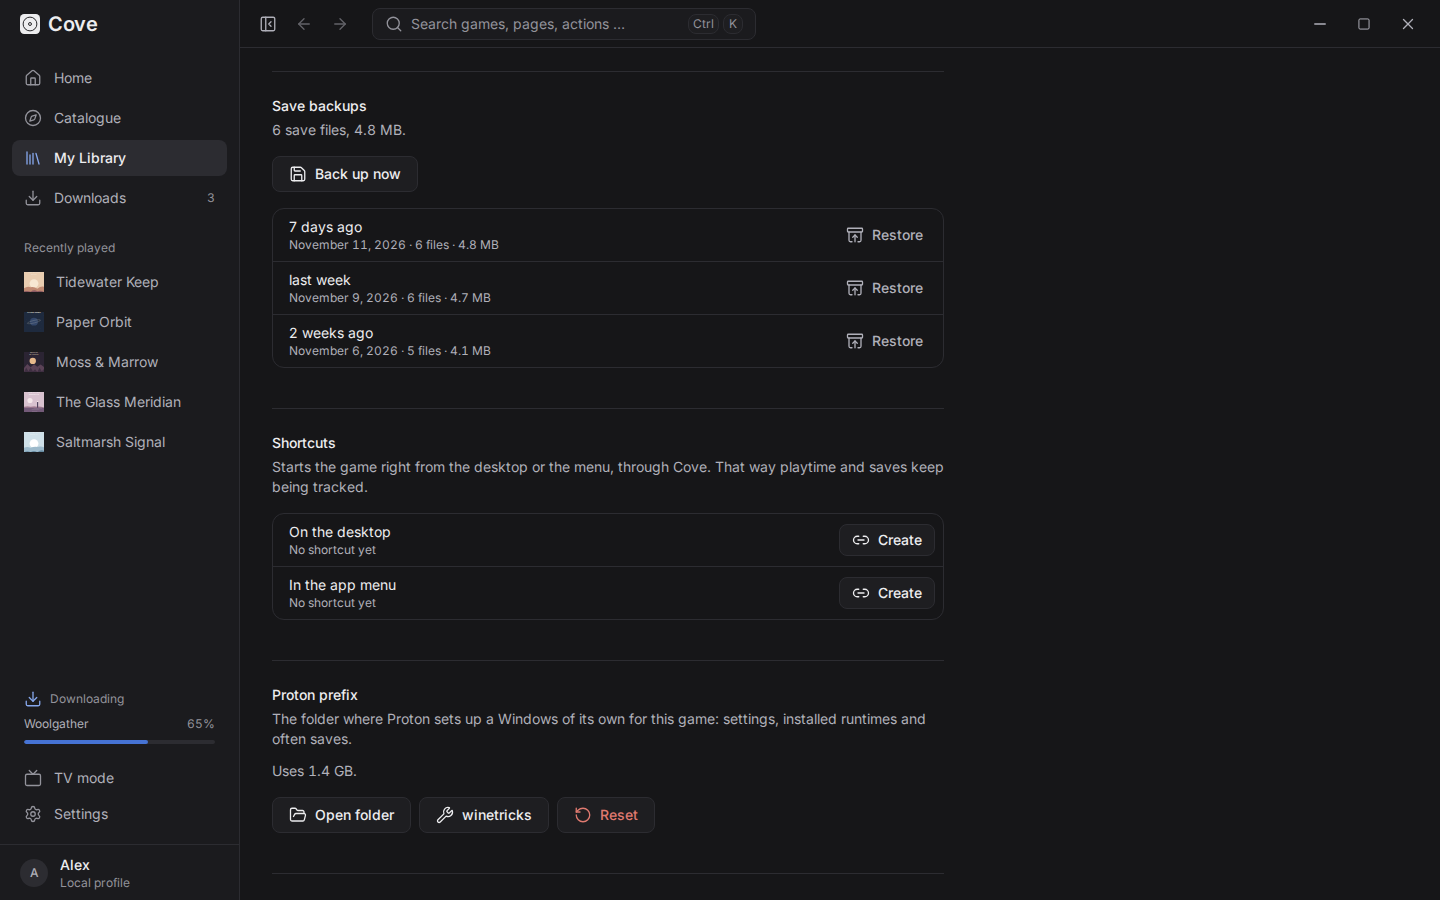 Cove
Search games, pages, actions ...
Ctrl
K
Home
Catalogue
My Library
Downloads
3
Recently played
Tidewater Keep
Paper Orbit
Moss & Marrow
The Glass Meridian
Saltmarsh Signal
Downloading
Woolgather
65%
TV mode
Settings
A
Alex
Local profile
Save backups
6 save files, 4.8 MB.
Back up now
7 days ago
November 11, 2026 · 6 files · 4.8 MB
Restore
last week
November 9, 2026 · 6 files · 4.7 MB
Restore
2 weeks ago
November 6, 2026 · 5 files · 4.1 MB
Restore
Shortcuts
Starts the game right from the desktop or the menu, through Cove. That way playtime and saves keep
being tracked.
On the desktop
No shortcut yet
Create
In the app menu
No shortcut yet
Create
Proton prefix
The folder where Proton sets up a Windows of its own for this game: settings, installed runtimes and
often saves.
Uses 1.4 GB.
Open folder
winetricks
Reset